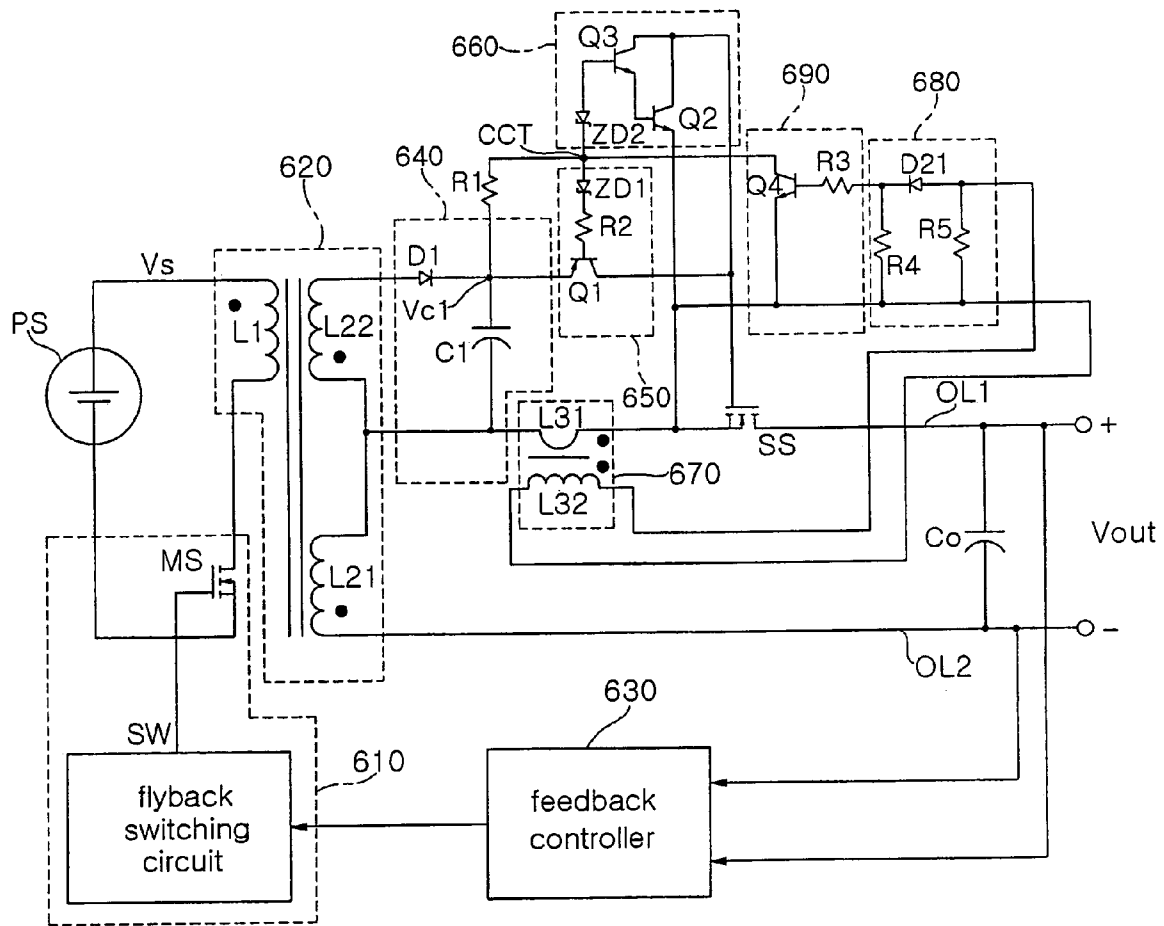 660
Q3
Q2
ZD2
690
680
CCT
640
R1
620
ZD1
R2
Q4
R3
D21
R4
R5
Vs
D1
Vc1
Q1
PS
L1
L22
C1
650
L31
OL1
+
SS
670
L32
MS
L21
Co
Vout
-
OL2
SW
630
610
flyback
switching
circuit
feedback
controller